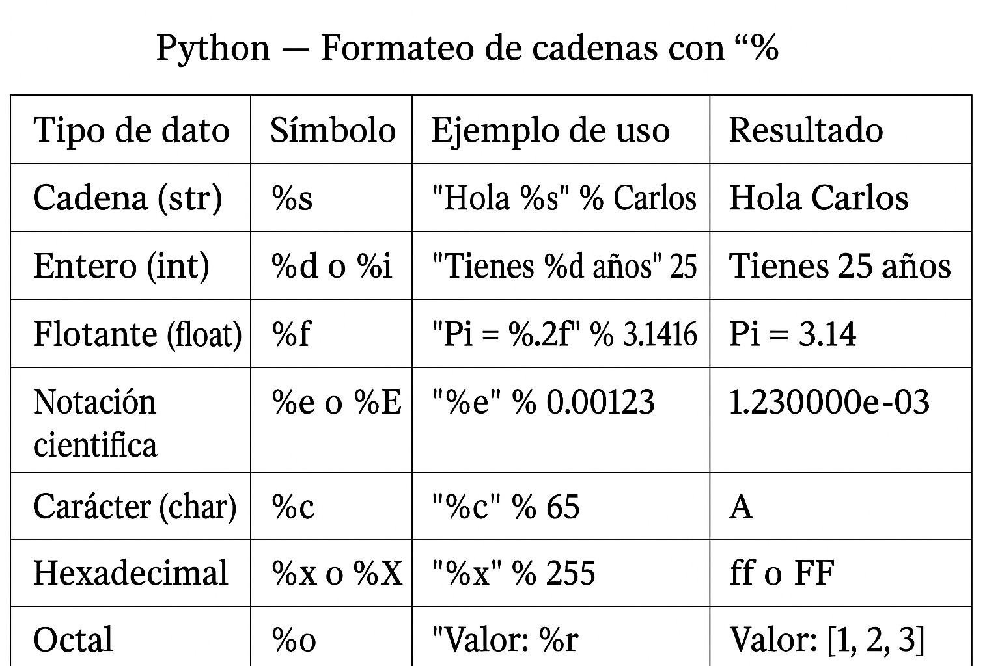 Python — Formateo de cadenas con “%
Tipo de dato Símbolo Ejemplo de uso Resultado
Cadena (str) %s "Hola %s" % Carlos Hola Carlos
Entero (int) %d o %i "Tienes %d años" 25 Tienes 25 años
Flotante (float) %f "Pi = %.2f" % 3.1416 Pi = 3.14
Notación %e o %E "%e" % 0.00123 1.230000e-03
cientifica
Carácter (char) %c "%c" % 65 A
Hexadecimal %x o %X "%x" % 255 ff o FF
Octal %o "Valor: %r Valor: [1, 2, 3]